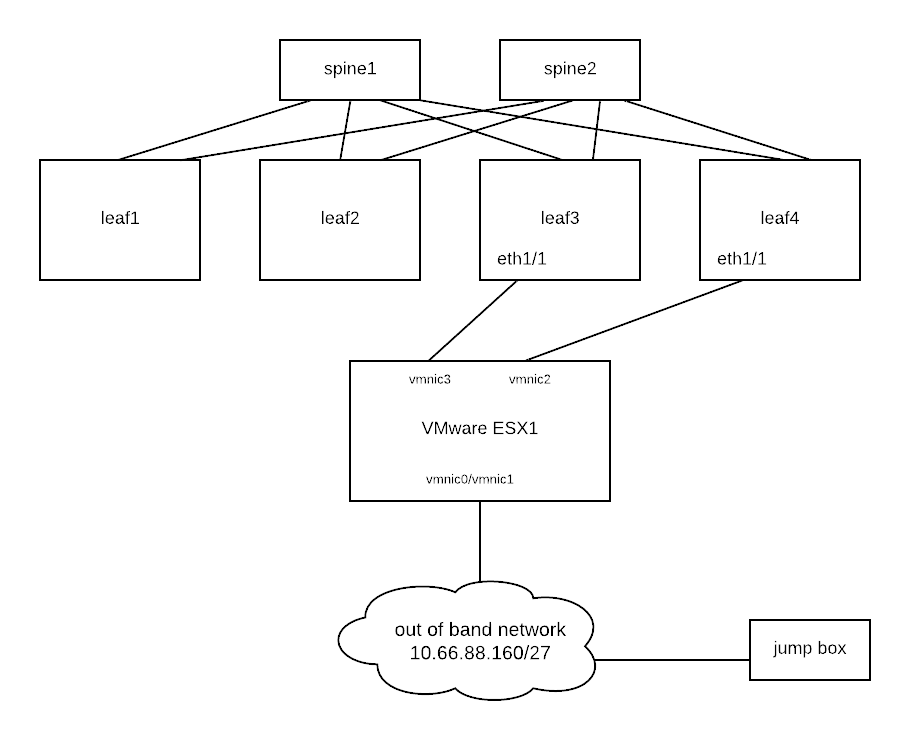 spine1
spine2
leaf1
leaf2
leaf3
leaf4
eth1/1
eth1/1
vmnic3
vmnic2
VMware ESX1
vmnic0/vmnic1
out of band network
10.66.88.160/27
jump box